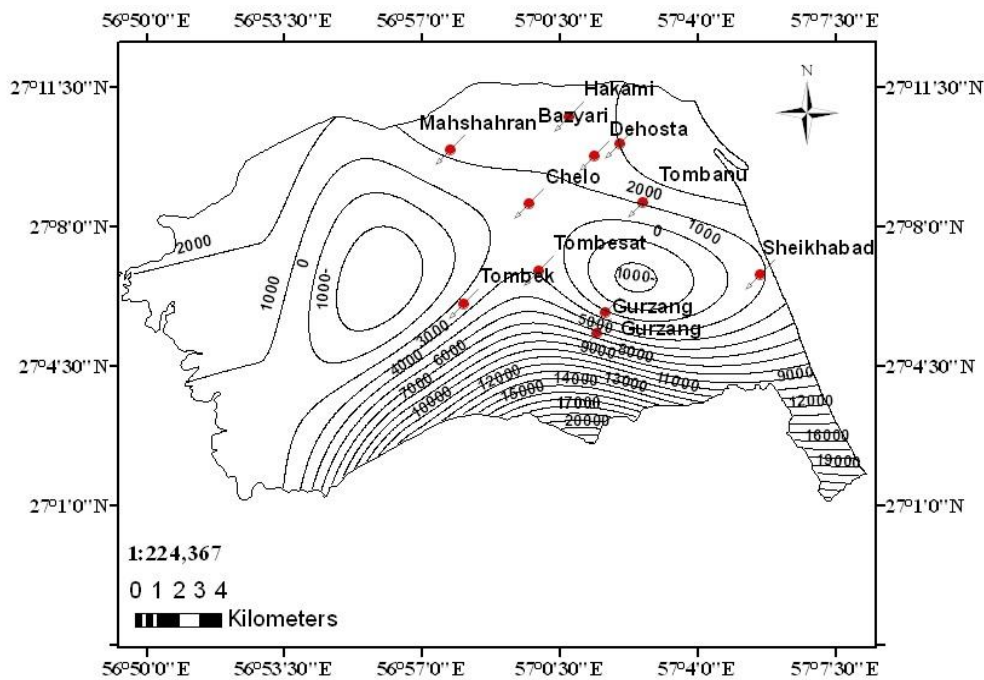 56°50'0"E 56°53'30"E 56°57'0"E 57°0'30"E 57°4'0"E 57°7'30"E
27°11'30"N 27°11'30"N
N
Hakami
Bazyari
Mahshahran
Dehosta
Chelo
Tombanu
2000
27°8'0"N 27°8'0"N
2000
1000
0
Tombesat
Sheikhabad
0
1000
1000-
1000-
Tombek
Gurzang
5000
Gurzang
3000
4000
6000
9000
8000
27°4'30"N 27°4'30"N
7000
12000
14000
13000
11000
9000
10000
15000
17000
12000
20000
16000
19000
27°1'0"N 27°1'0"N
1:224,367
0 1 2 3 4
Kilometers
56°50'0"E 56°53'30"E 56°57'0"E 57°0'30"E 57°4'0"E 57°7'30"E